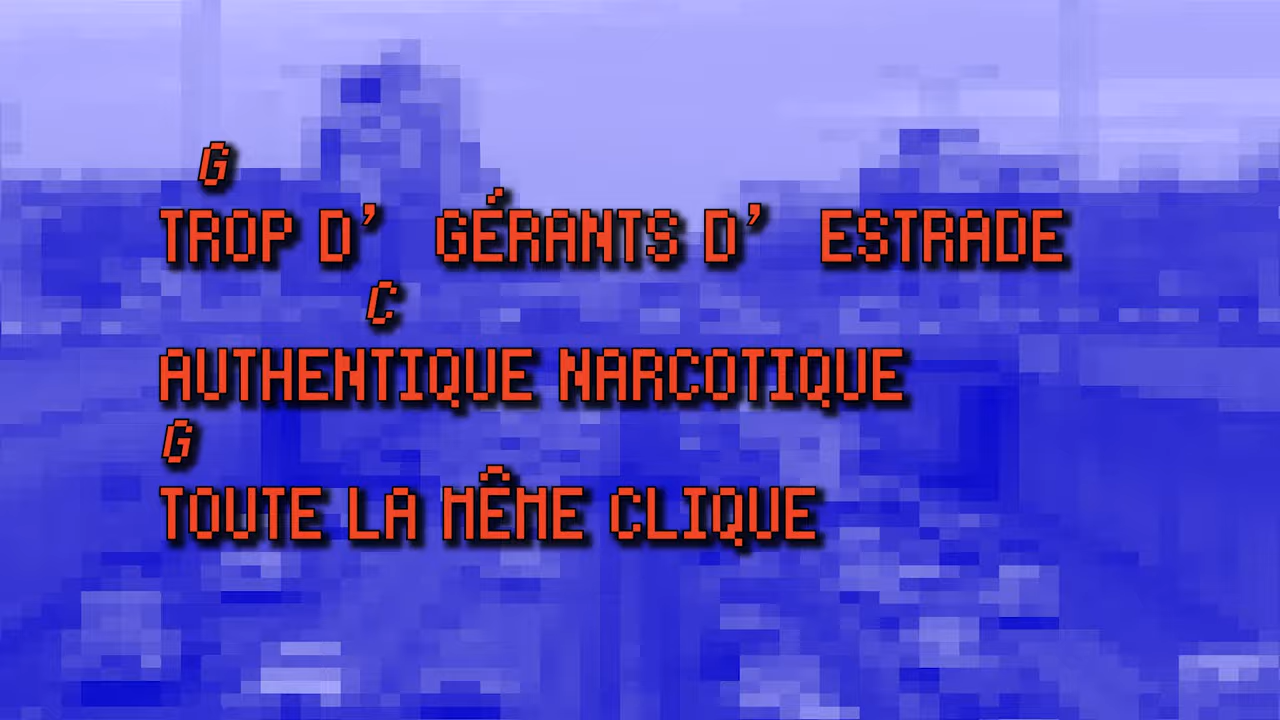 G
TROP D’ GÉRANTS D’ ESTRADE
C
AUTHENTIQUE NARCOTIQUE
G
TOUTE LA MÊME CLIQUE